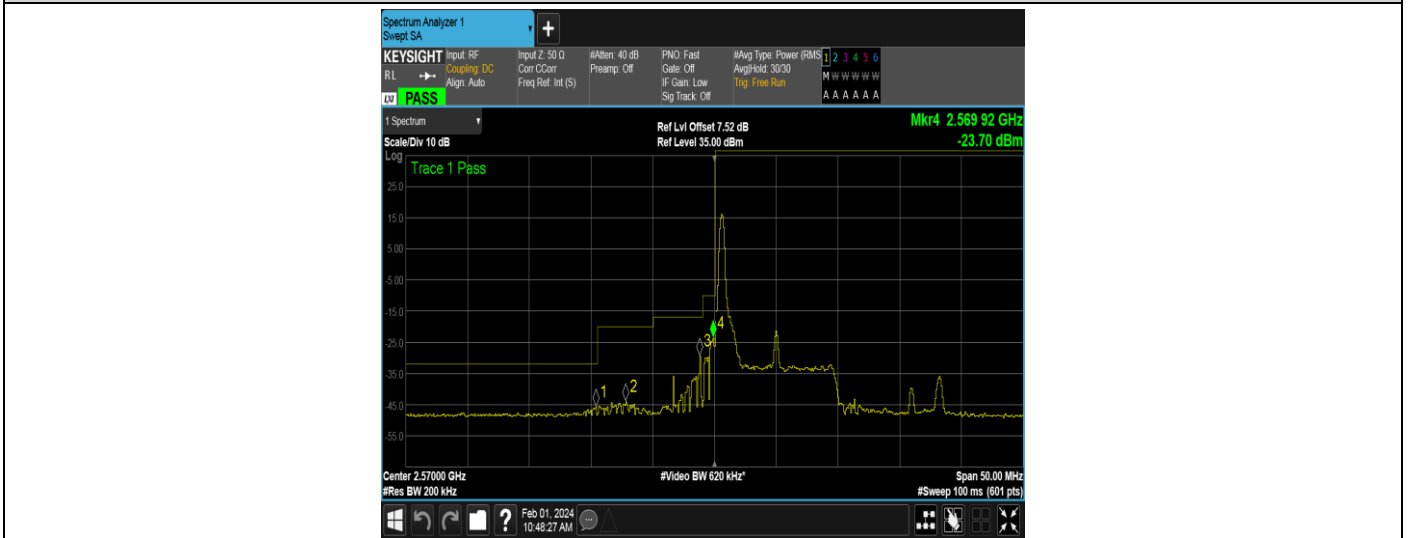 Spectrum Analyzer 1
Swept SA
+
KEYSIGHT Input: RF Input Z: 50 Ω #Atten: 40 dB PNO: Fast #Avg Type: Power (RMS 1 2 3 4 5 6
RL Coupling: DC Corr CCorr Preamp: Off Gate: Off Avg|Hold: 30/30 M W W W W W
Align: Auto Freq Ref: Int (S) IF Gain: Low Trig: Free Run
LXI PASS Sig Track: Off A A A A A A
1 Spectrum
Ref Lvl Offset 7.52 dB Mkr4 2.569 92 GHz
Scale/Div 10 dB Ref Level 35.00 dBm -23.70 dBm
Log
Trace 1 Pass
25.0
15.0
5.00
-5.00
-15.0
4
-25.0
3
-35.0
1 2
-45.0
-55.0
Center 2.57000 GHz #Video BW 620 kHz* Span 50.00 MHz
#Res BW 200 kHz #Sweep 100 ms (601 pts)
? Feb 01, 2024
10:48:27 AM